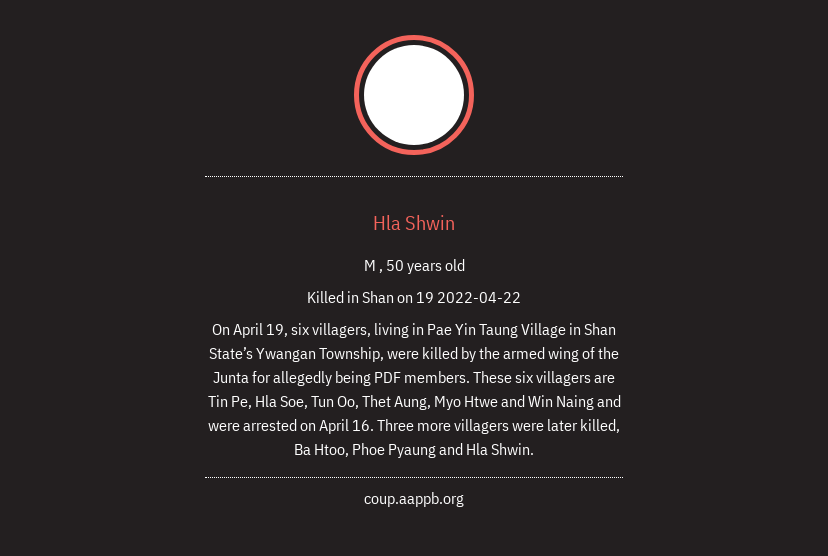 Hla Shwin
M , 50 years old
Killed in Shan on 19 2022-04-22
On April 19, six villagers, living in Pae Yin Taung Village in Shan
State’s Ywangan Township, were killed by the armed wing of the
Junta for allegedly being PDF members. These six villagers are
Tin Pe, Hla Soe, Tun Oo, Thet Aung, Myo Htwe and Win Naing and
were arrested on April 16. Three more villagers were later killed,
Ba Htoo, Phoe Pyaung and Hla Shwin.
coup.aappb.org